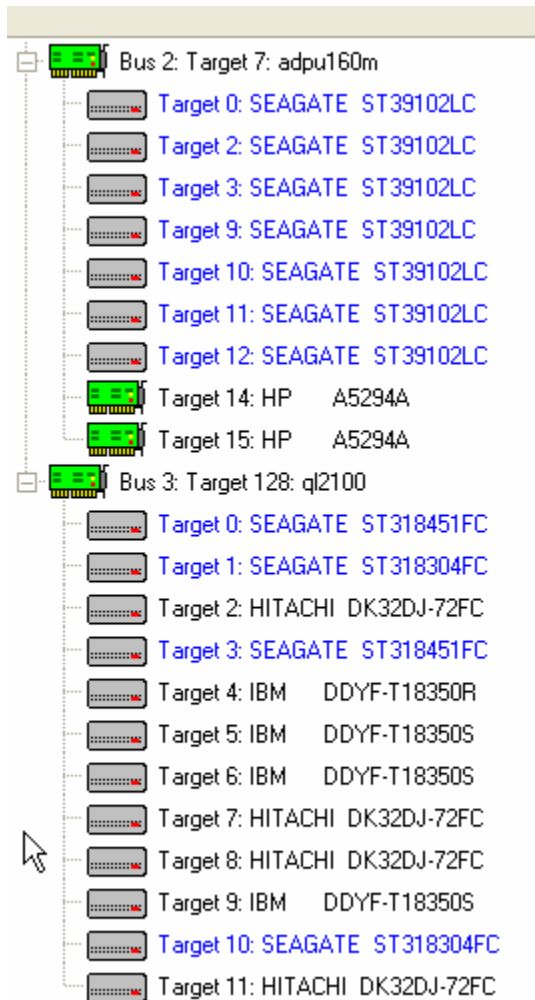 Bus 2: Target 7: adpu160m
Target 0: SEAGATE ST39102LC
Target 2: SEAGATE ST39102LC
Target 3: SEAGATE ST39102LC
Target 9: SEAGATE ST39102LC
Target 10: SEAGATE ST39102LC
Target 11: SEAGATE ST39102LC
Target 12: SEAGATE ST39102LC
Target 14: HP A5294A
Target 15: HP A5294A
Bus 3: Target 128: ql2100
Target 0: SEAGATE ST318451FC
Target 1: SEAGATE ST318304FC
Target 2: HITACHI DK32DJ-72FC
Target 3: SEAGATE ST318451FC
Target 4: IBM DDYF-T18350R
Target 5: IBM DDYF-T18350S
Target 6: IBM DDYF-T18350S
Target 7: HITACHI DK32DJ-72FC
Target 8: HITACHI DK32DJ-72FC
Target 9: IBM DDYF-T18350S
Target 10: SEAGATE ST318304FC
Target 11: HITACHI DK32DJ-72FC